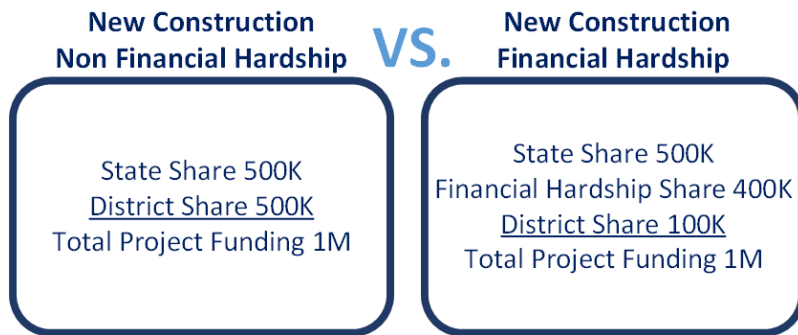 New Construction
Non Financial Hardship
VS.
New Construction
Financial Hardship
State Share 500K
District Share 500K
Total Project Funding 1M
State Share 500K
Financial Hardship Share 400K
District Share 100K
Total Project Funding 1M